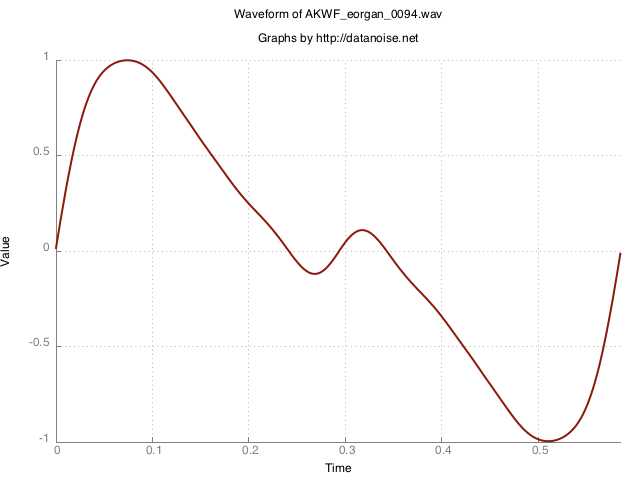 Waveform of AKWF_eorgan_0094.wav
Graphs by http://datanoise.net
1
0.5
0
-0.5
-1
Value
0 0.1 0.2 0.3 0.4 0.5
Time